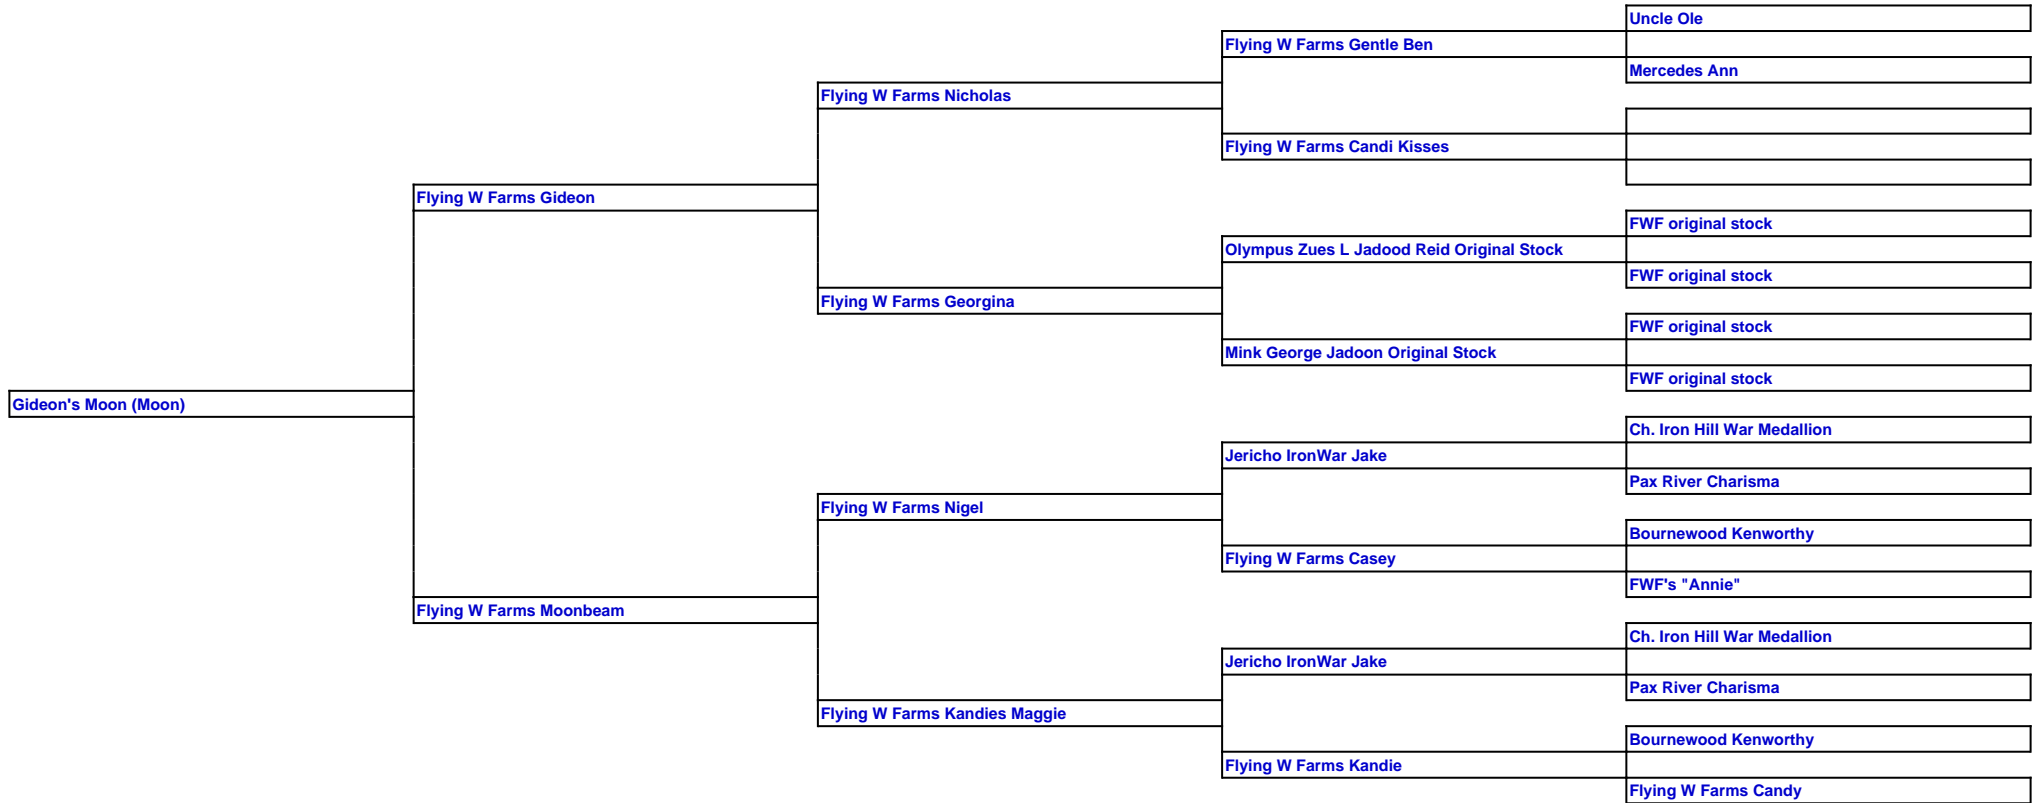 Uncle Ole
Flying W Farms Gentle Ben
Mercedes Ann
Flying W Farms Nicholas
Flying W Farms Candi Kisses
Flying W Farms Gideon
FWF original stock
Olympus Zues L Jadood Reid Original Stock
FWF original stock
Flying W Farms Georgina
FWF original stock
Mink George Jadoon Original Stock
FWF original stock
Gideon's Moon (Moon)
Ch. Iron Hill War Medallion
Jericho IronWar Jake
Pax River Charisma
Flying W Farms Nigel
Bournewood Kenworthy
Flying W Farms Casey
FWF's "Annie"
Flying W Farms Moonbeam
Ch. Iron Hill War Medallion
Jericho IronWar Jake
Pax River Charisma
Flying W Farms Kandies Maggie
Bournewood Kenworthy
Flying W Farms Kandie
Flying W Farms Candy